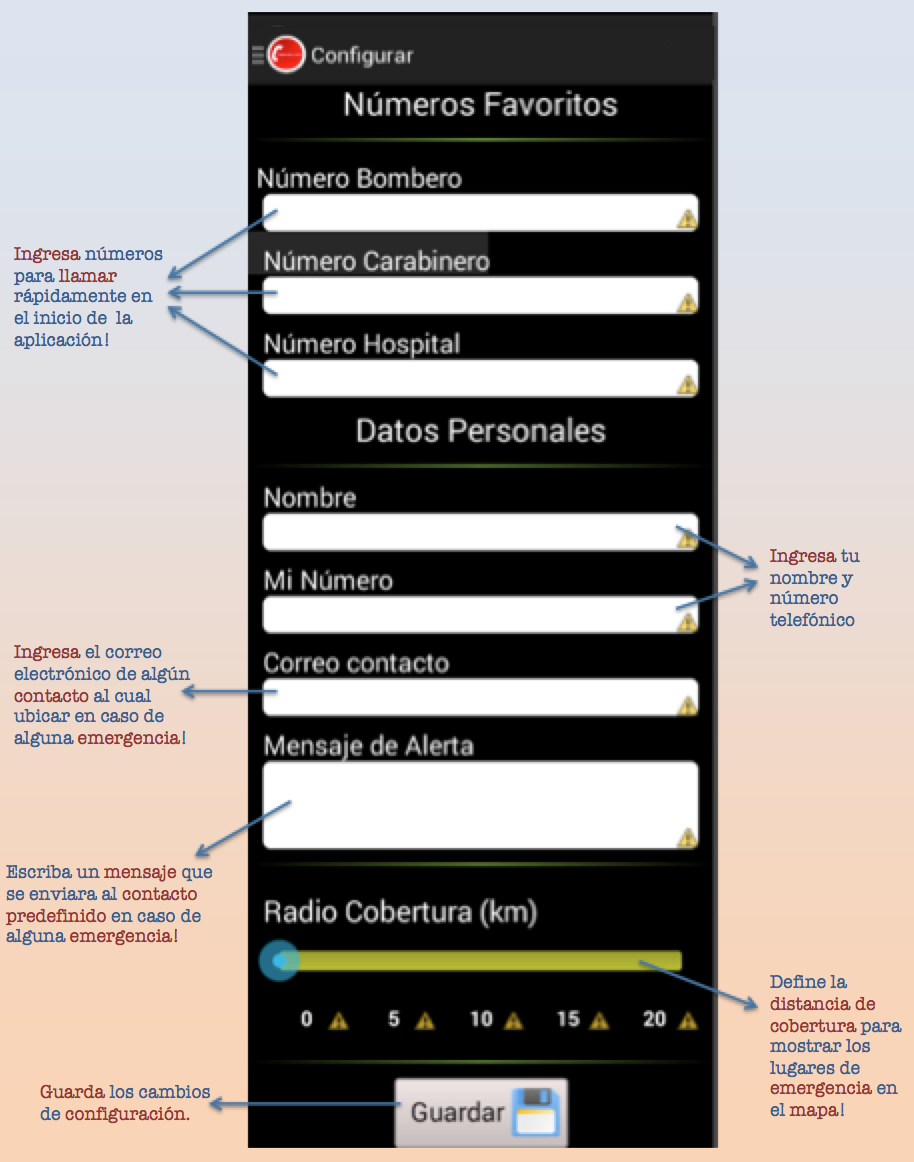 Configurar
Números Favoritos
Número Bombero
Ingresa números
para llamar
rápidamente en
el inicio de la
aplicación!
Número Carabinero
Número Hospital
Datos Personales
Nombre
Ingresa tu
nombre y
número
telefónico
Mi Número
Ingresa el correo
electrónico de algún
contacto al cual
ubicar en caso de
alguna emergencia!
Correo contacto
Mensaje de Alerta
Escriba un mensaje que
se enviara al contacto
predefinido en caso de
alguna emergencia!
Radio Cobertura (km)
0 5 10 15 20
Define la
distancia de
cobertura para
mostrar los
lugares de
emergencia en
el mapa!
Guarda los cambios
de configuración.
Guardar